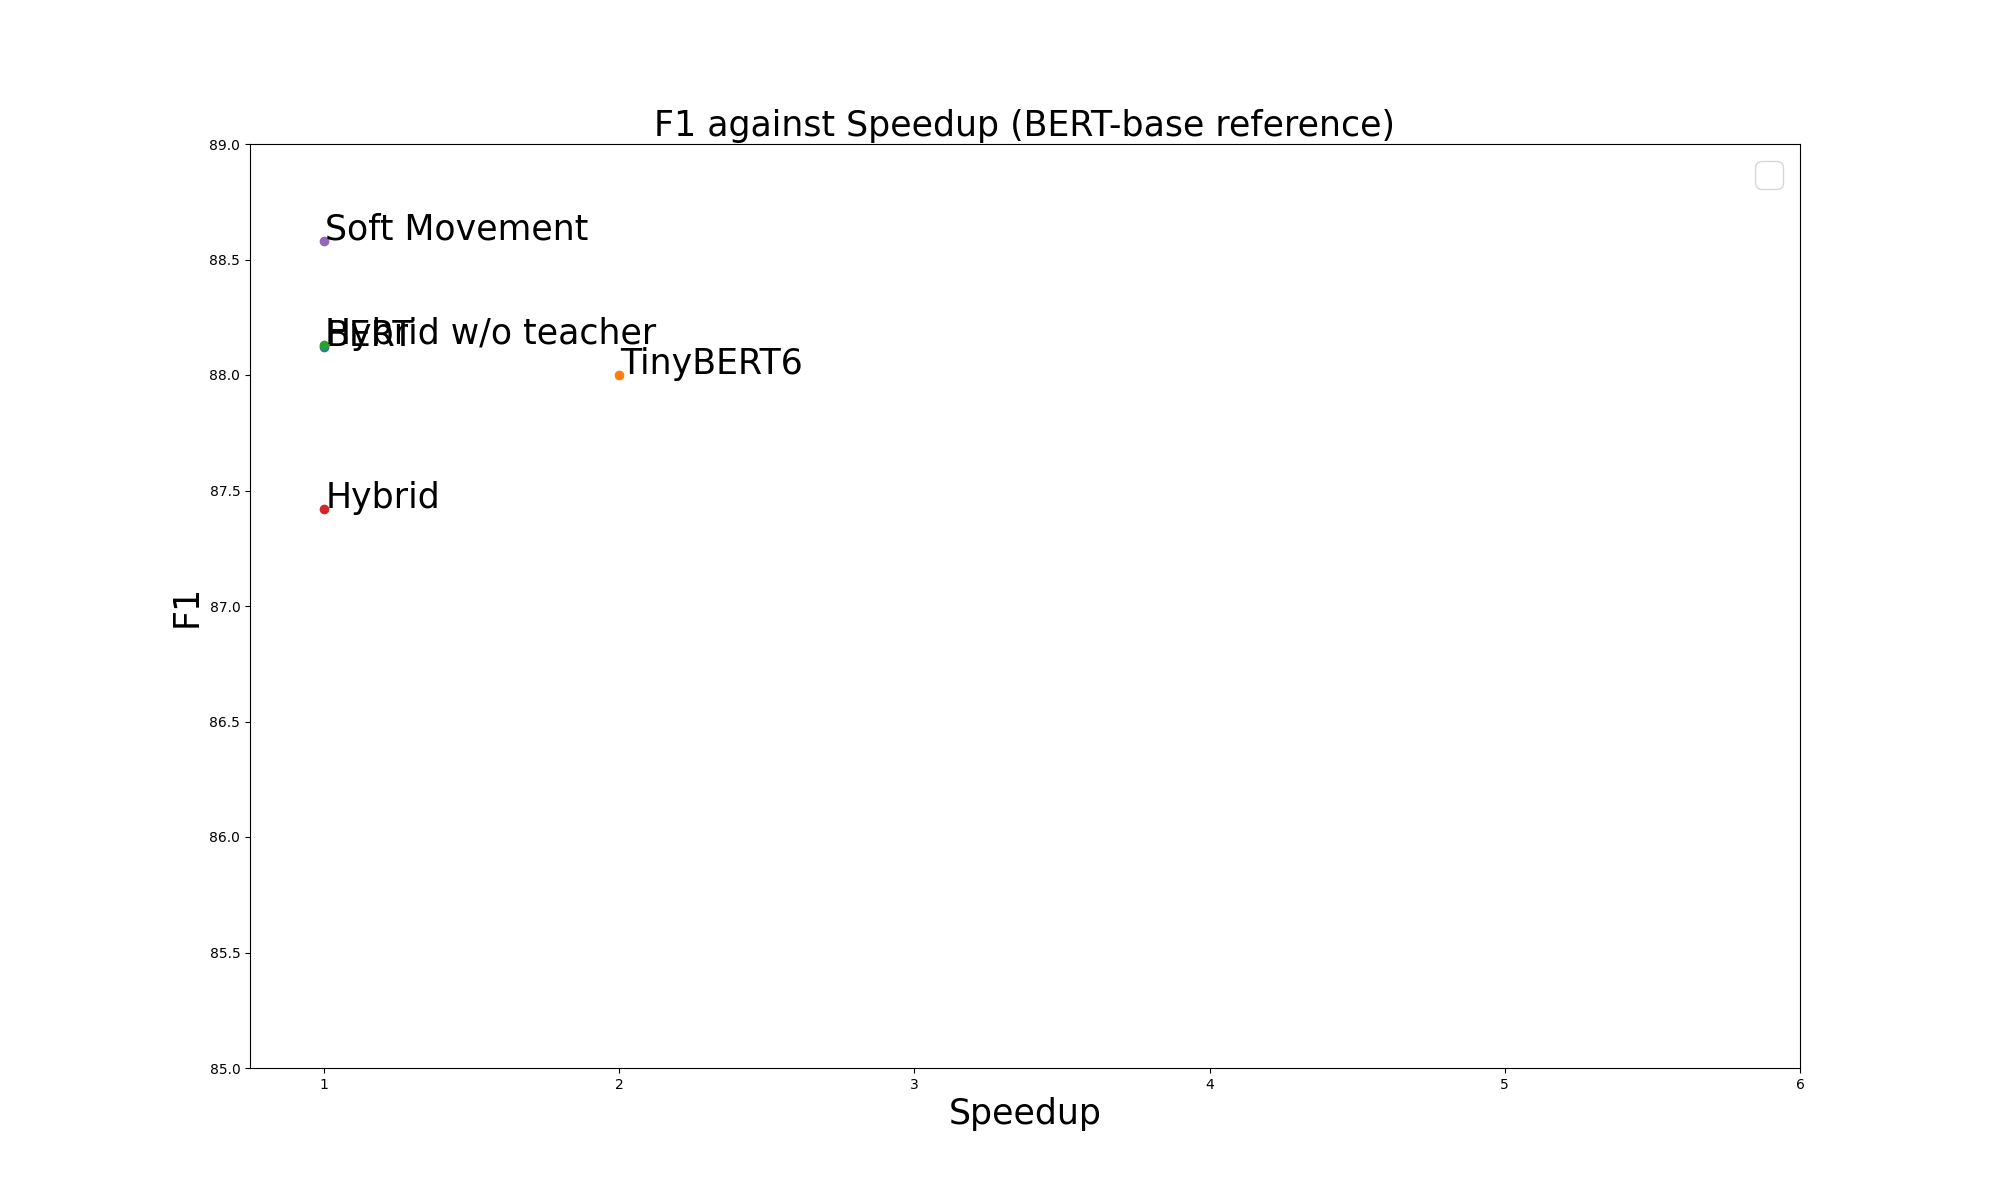 F1 against Speedup (BERT-base reference)
89.0
Soft Movement
88.5
Hybrid w/o teacher
BERT
TinyBERT6
88.0
87.5
Hybrid
87.0
F1
86.5
86.0
85.5
85.0
1 2 3 4 5 6
Speedup